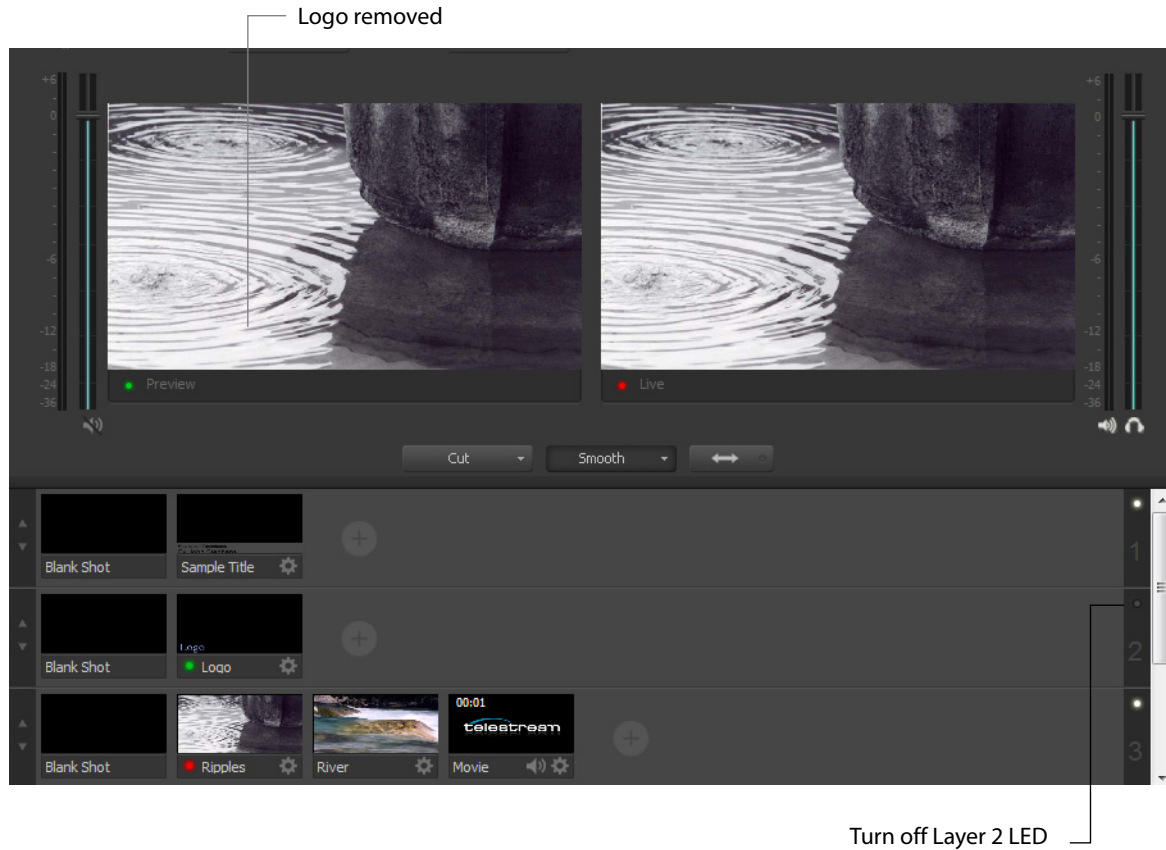 Logo removed
+6
0
-6
-12
-18
-24
-36
+6
0
-6
-12
-18
-24
-36
Preview
Live
Cut
Smooth
Blank Shot
Sample Title
1
Logo
Blank Shot
Logo
2
00:01
telestream
Blank Shot
Ripples
River
Movie
3
Turn off Layer 2 LED